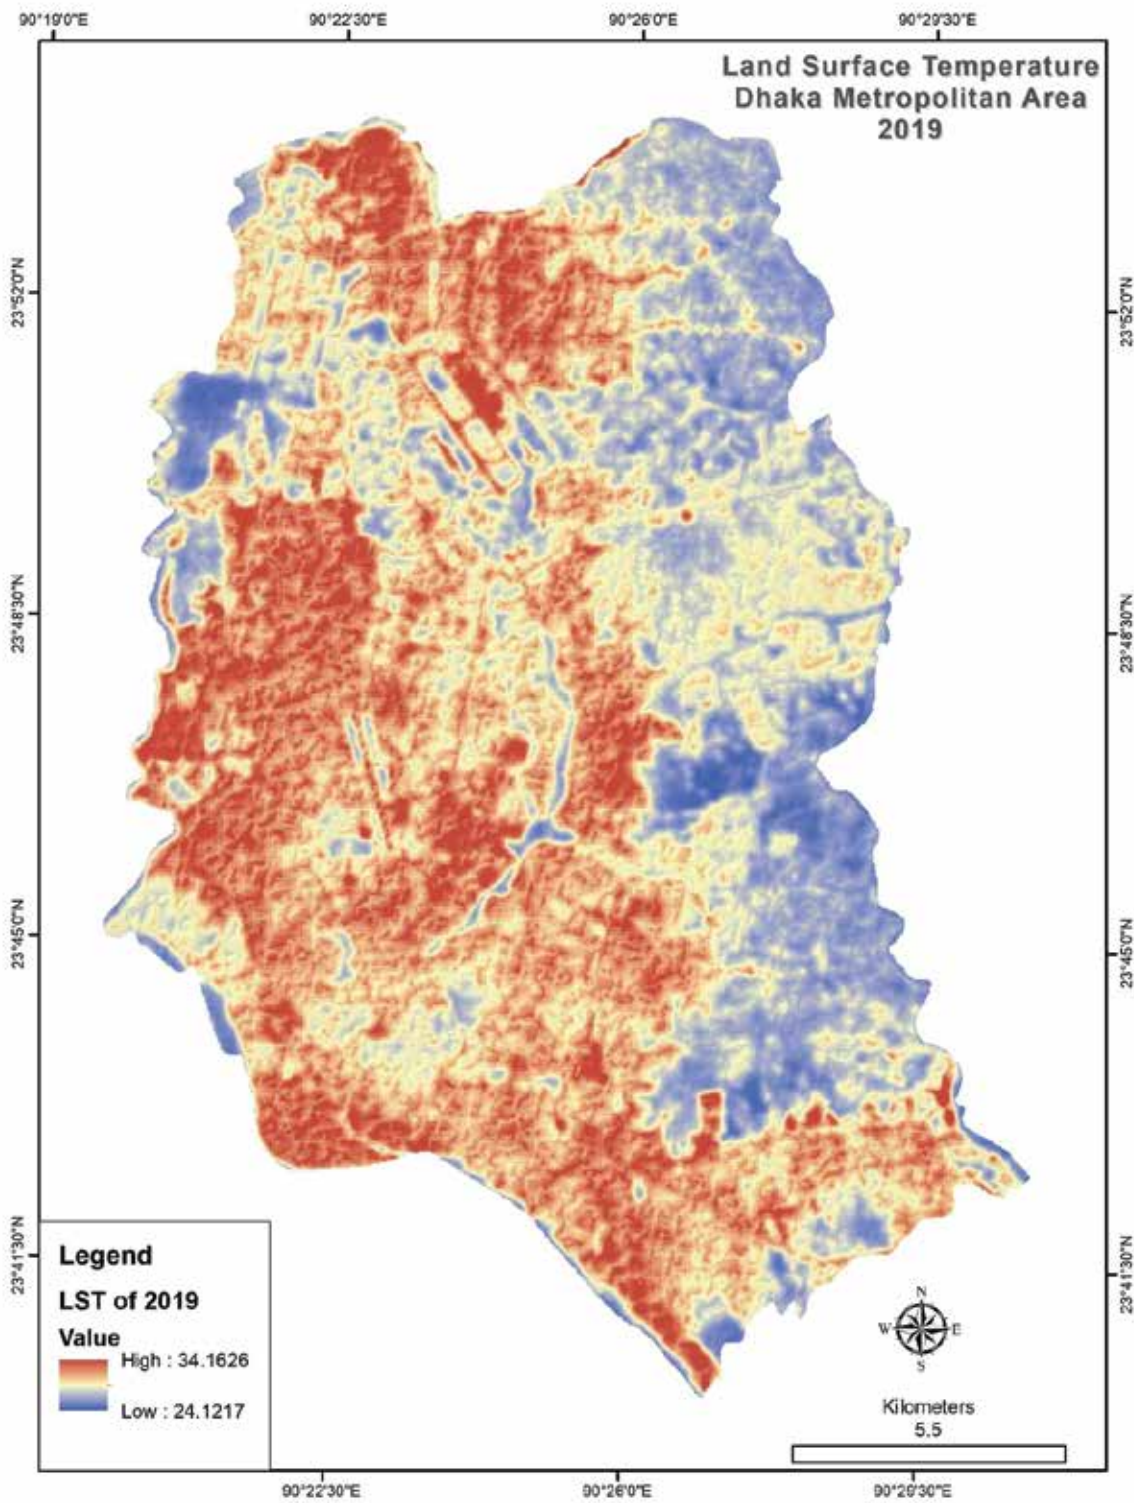 90°19'0"E 90°22'30"E 90°26'0"E 90°29'30"E
Land Surface Temperature
Dhaka Metropolitan Area
2019
23°52'0"N
23°52'0"N
23°48'30"N
23°48'30"N
23°45'0"N
23°45'0"N
23°41'30"N
23°41'30"N
Legend
LST of 2019
Value
High : 34.1626
Low : 24.1217
N
W E
S
Kilometers
5.5
90°22'30"E 90°26'0"E 90°29'30"E